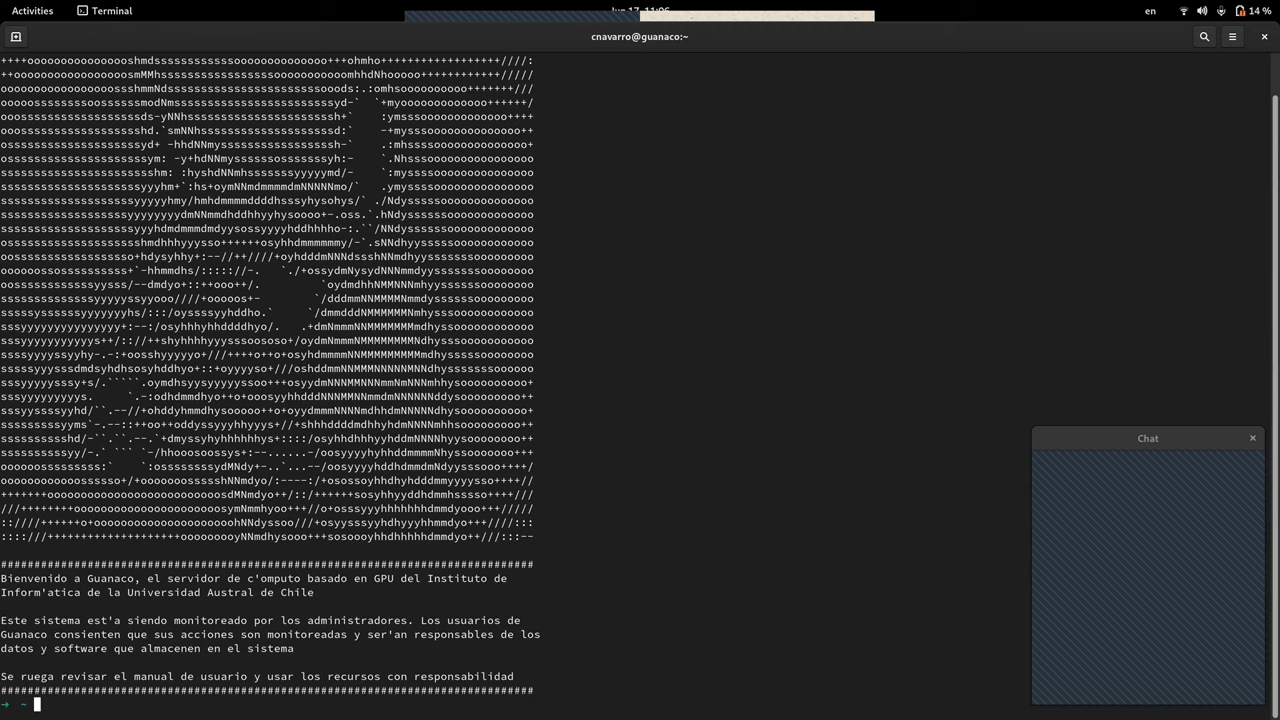 Activities Terminal en 14 %
cnavarro@guanaco:~
################################################################################
Bienvenido a Guanaco, el servidor de c'omputo basado en GPU del Instituto de
Inform'atica de la Universidad Austral de Chile
Este sistema est'a siendo monitoreado por los administradores. Los usuarios de
Guanaco consienten que sus acciones son monitoreadas y ser'an responsables de los
datos y software que almacenen en el sistema
Se ruega revisar el manual de usuario y usar los recursos con responsabilidad
################################################################################
➜ ~
Chat